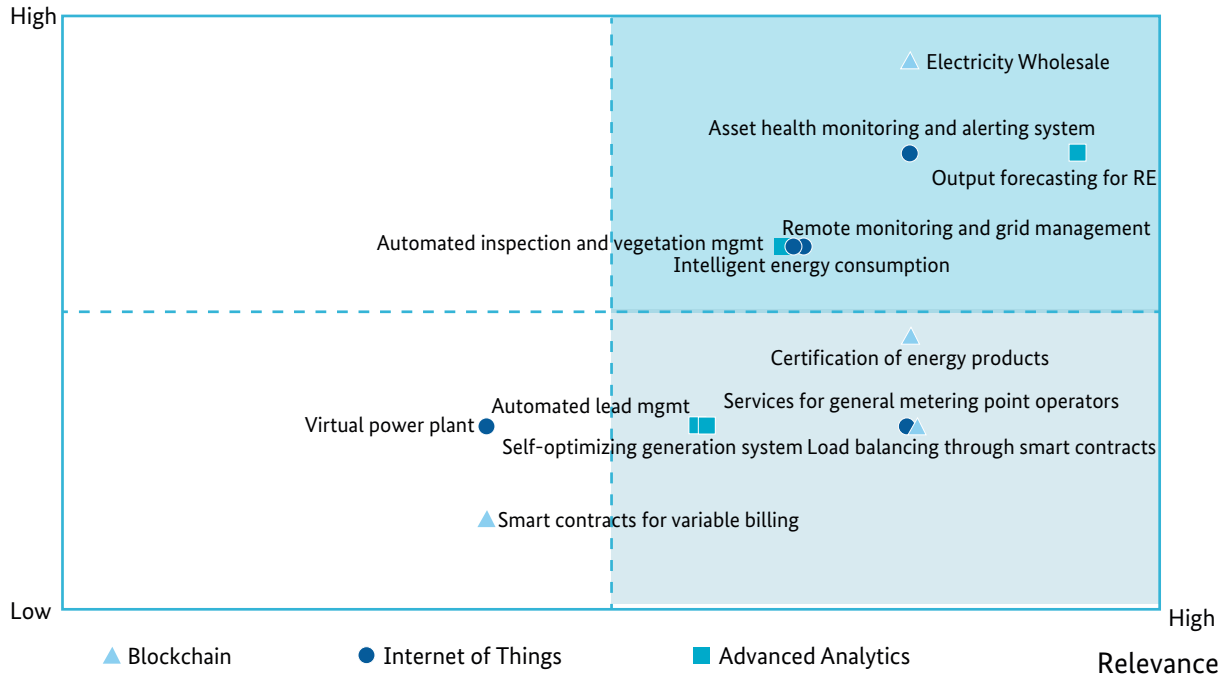 High
Electricity Wholesale
Asset health monitoring and alerting system
Output forecasting for RE
Remote monitoring and grid management
Automated inspection and vegetation mgmt
Intelligent energy consumption
Certification of energy products
Services for general metering point operators
Automated lead mgmt
Virtual power plant
Self-optimizing generation system
Load balancing through smart contracts
Smart contracts for variable billing
Low
High
Blockchain
Internet of Things
Advanced Analytics
Relevance